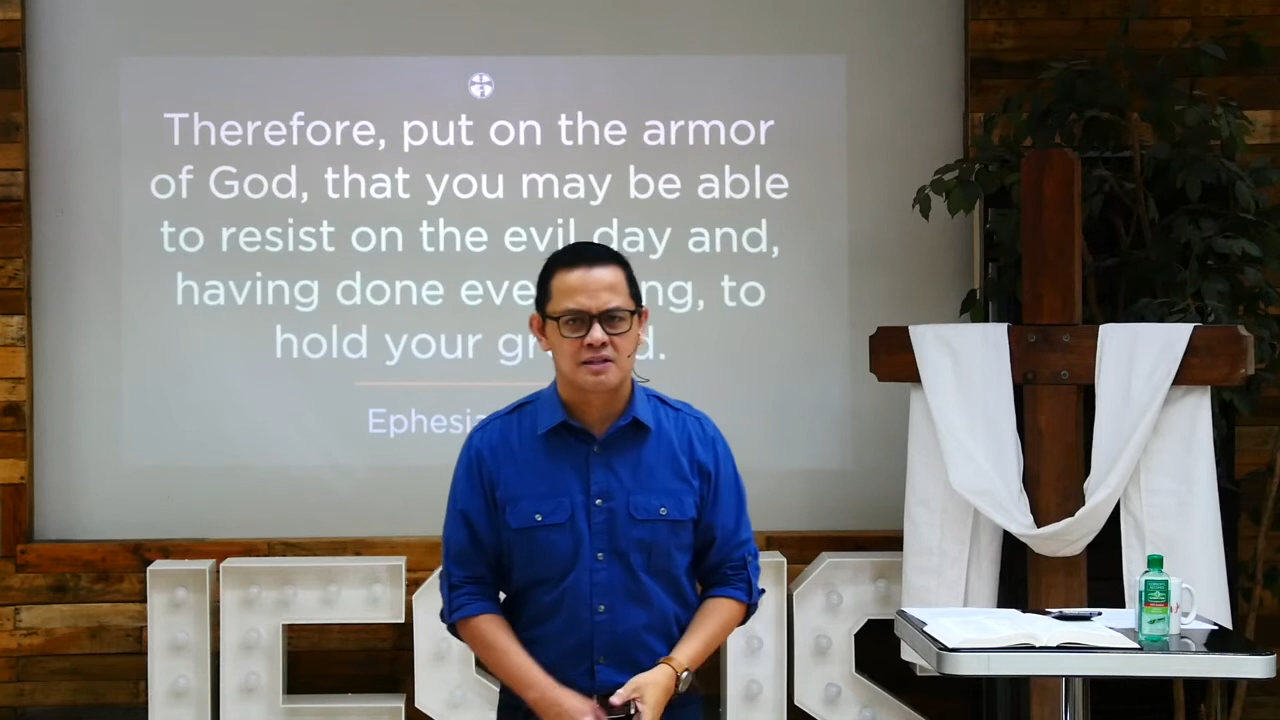 Therefore, put on the armor
of God, that you may be able
to resist on the evil day and,
having done
to
hold your
JESUS